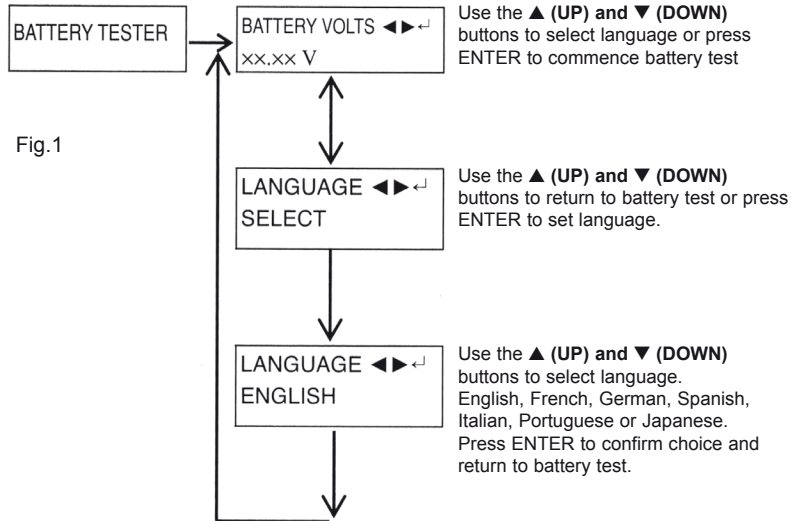 BATTERY TESTER
BATTERY VOLTS ◀▶↵
××.×× V
Use the ▲ (UP) and ▼ (DOWN)
buttons to select language or press
ENTER to commence battery test
Fig.1
LANGUAGE ◀▶↵
SELECT
Use the ▲ (UP) and ▼ (DOWN)
buttons to return to battery test or press
ENTER to set language.
LANGUAGE ◀▶↵
ENGLISH
Use the ▲ (UP) and ▼ (DOWN)
buttons to select language.
English, French, German, Spanish,
Italian, Portuguese or Japanese.
Press ENTER to confirm choice and
return to battery test.